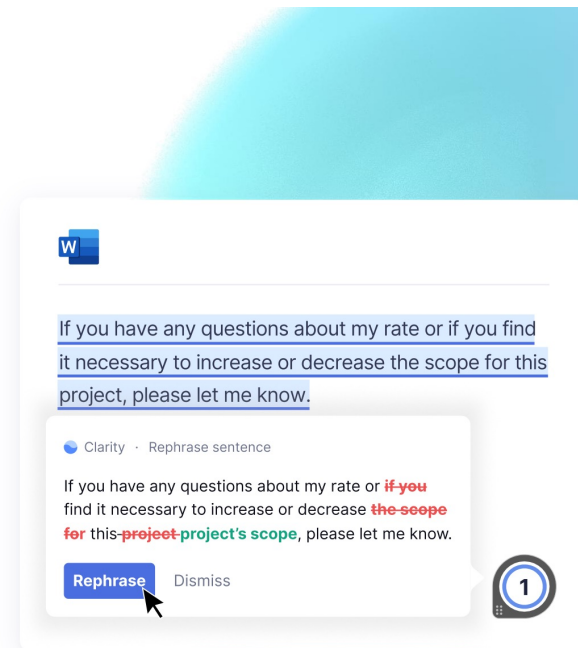 W
If you have any questions about my rate or if you find
it necessary to increase or decrease the scope for this
project, please let me know.
Clarity · Rephrase sentence
If you have any questions about my rate or if you
find it necessary to increase or decrease the scope
for this project project's scope, please let me know.
Rephrase Dismiss
1